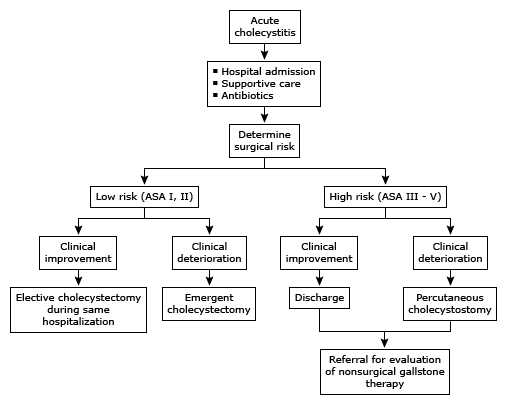 Acute
cholecystitis
▪ Hospital admission
▪ Supportive care
▪ Antibiotics
Determine
surgical risk
Low risk (ASA I, II)
High risk (ASA III - V)
Clinical
improvement
Clinical
deterioration
Clinical
improvement
Clinical
deterioration
Elective cholecystectomy
during same
hospitalization
Emergent
cholecystectomy
Discharge
Percutaneous
cholecystostomy
Referral for evaluation
of nonsurgical gallstone
therapy